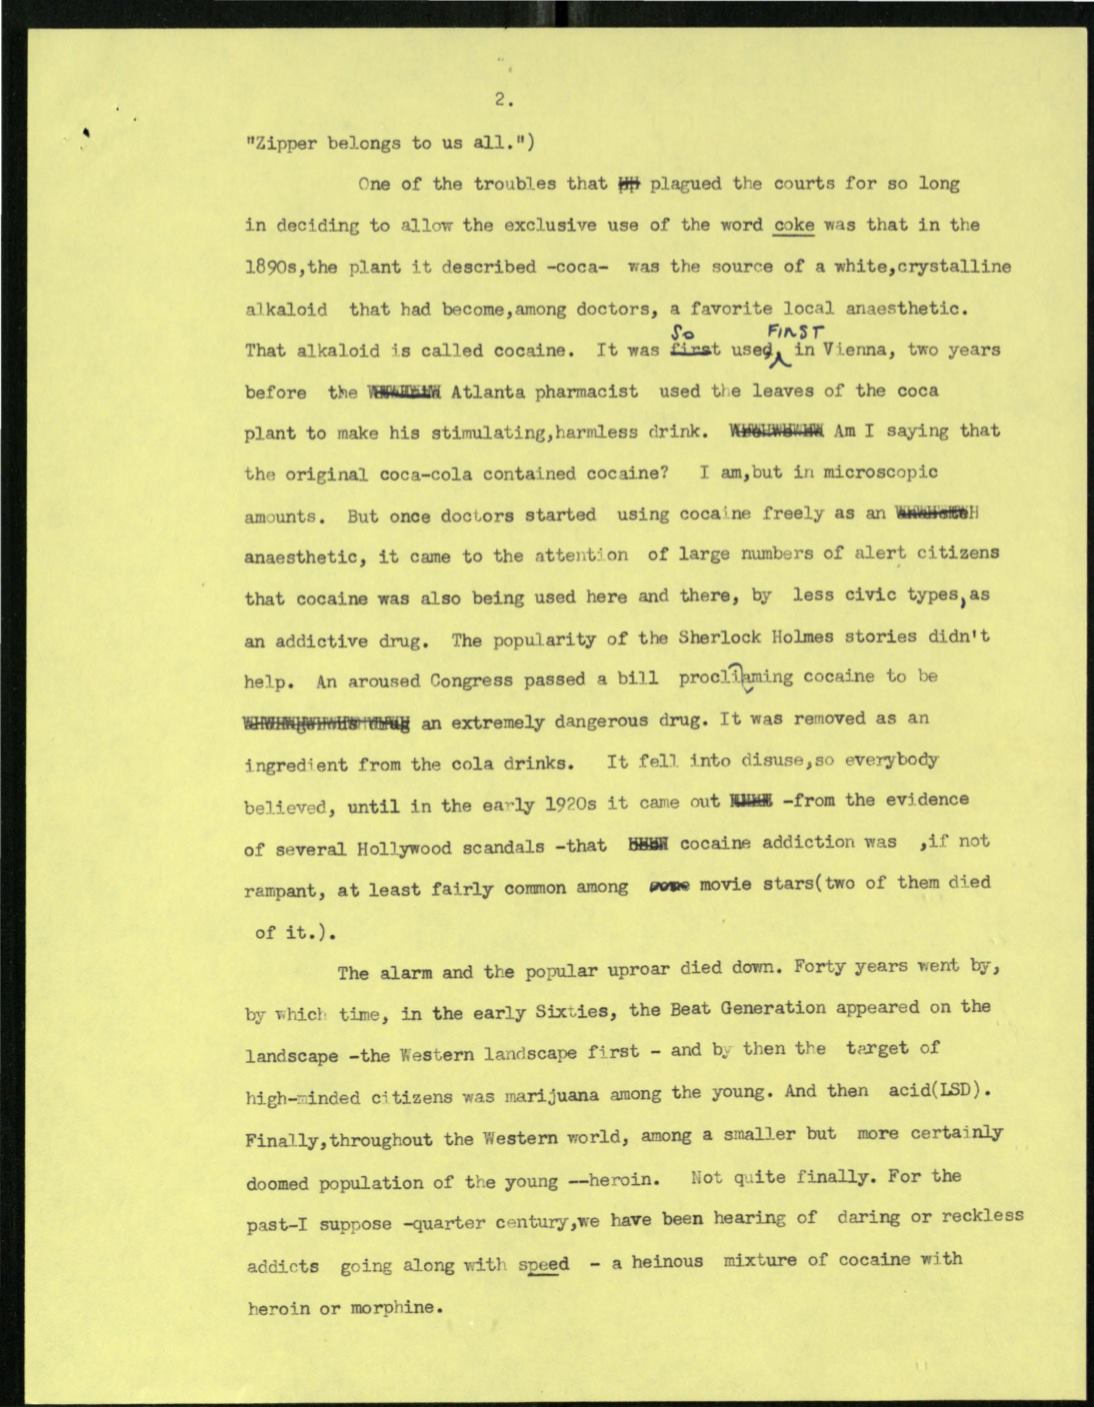 2.
"Zipper belongs to us all.")
One of the troubles that plagued the courts for so long
in deciding to allow the exclusive use of the word coke was that in the
1890s,the plant it described -coca- was the source of a white,crystalline
alkaloid that had become,among doctors, a favorite local anaesthetic.
So FIRST
That alkaloid is called cocaine. It was first used in Vienna, two years
before the Atlanta pharmacist used the leaves of the coca
plant to make his stimulating,harmless drink. Am I saying that
the original coca-cola contained cocaine? I am,but in microscopic
amounts. But once doctors started using cocaine freely as an
anaesthetic, it came to the attention of large numbers of alert citizens
that cocaine was also being used here and there, by less civic types,as
an addictive drug. The popularity of the Sherlock Holmes stories didn't
help. An aroused Congress passed a bill procliaming cocaine to be
an extremely dangerous drug. It was removed as an
ingredient from the cola drinks. It fell into disuse,so everybody
believed, until in the early 1920s it came out -from the evidence
of several Hollywood scandals -that cocaine addiction was ,if not
rampant, at least fairly common among some movie stars(two of them died
of it.).
The alarm and the popular uproar died down. Forty years went by,
by which time, in the early Sixties, the Beat Generation appeared on the
landscape -the Western landscape first - and by then the target of
high-minded citizens was marijuana among the young. And then acid(LSD).
Finally,throughout the Western world, among a smaller but more certainly
doomed population of the young --heroin. Not quite finally. For the
past-I suppose -quarter century,we have been hearing of daring or reckless
addicts going along with speed - a heinous mixture of cocaine with
heroin or morphine.